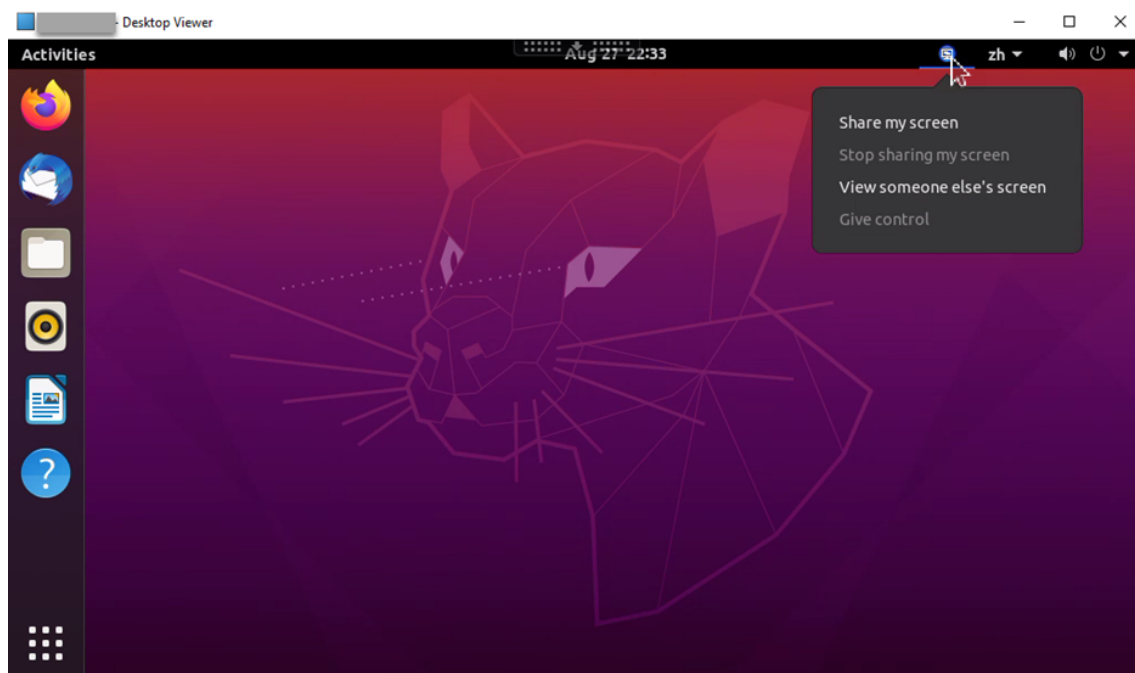 - Desktop Viewer
Activities
Aug 27 22:33
zh
Share my screen
Stop sharing my screen
View someone else's screen
Give control